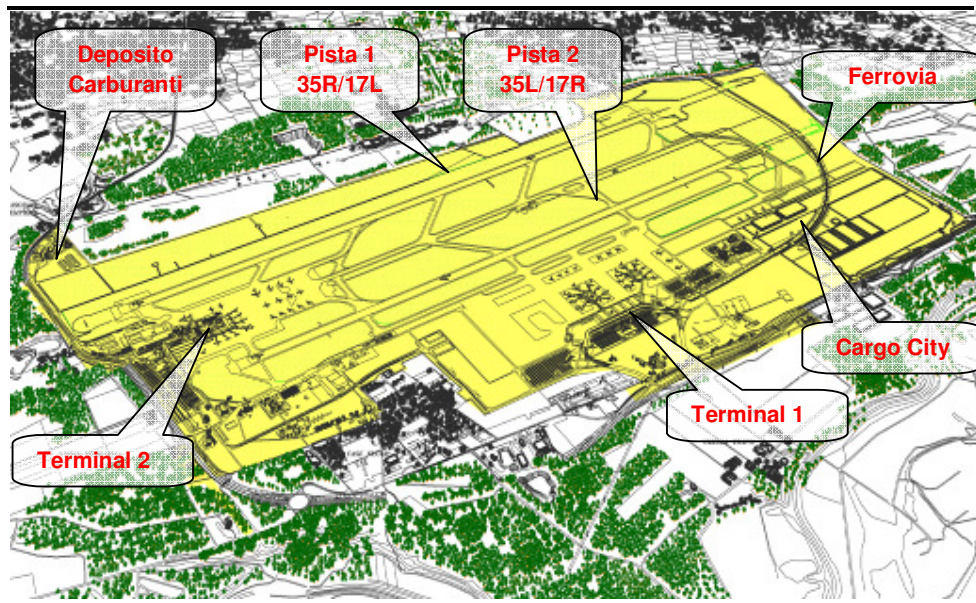 Deposito
Carburanti
Pista 1
35R/17L
Pista 2
35L/17R
Ferrovia
Cargo City
Terminal 1
Terminal 2